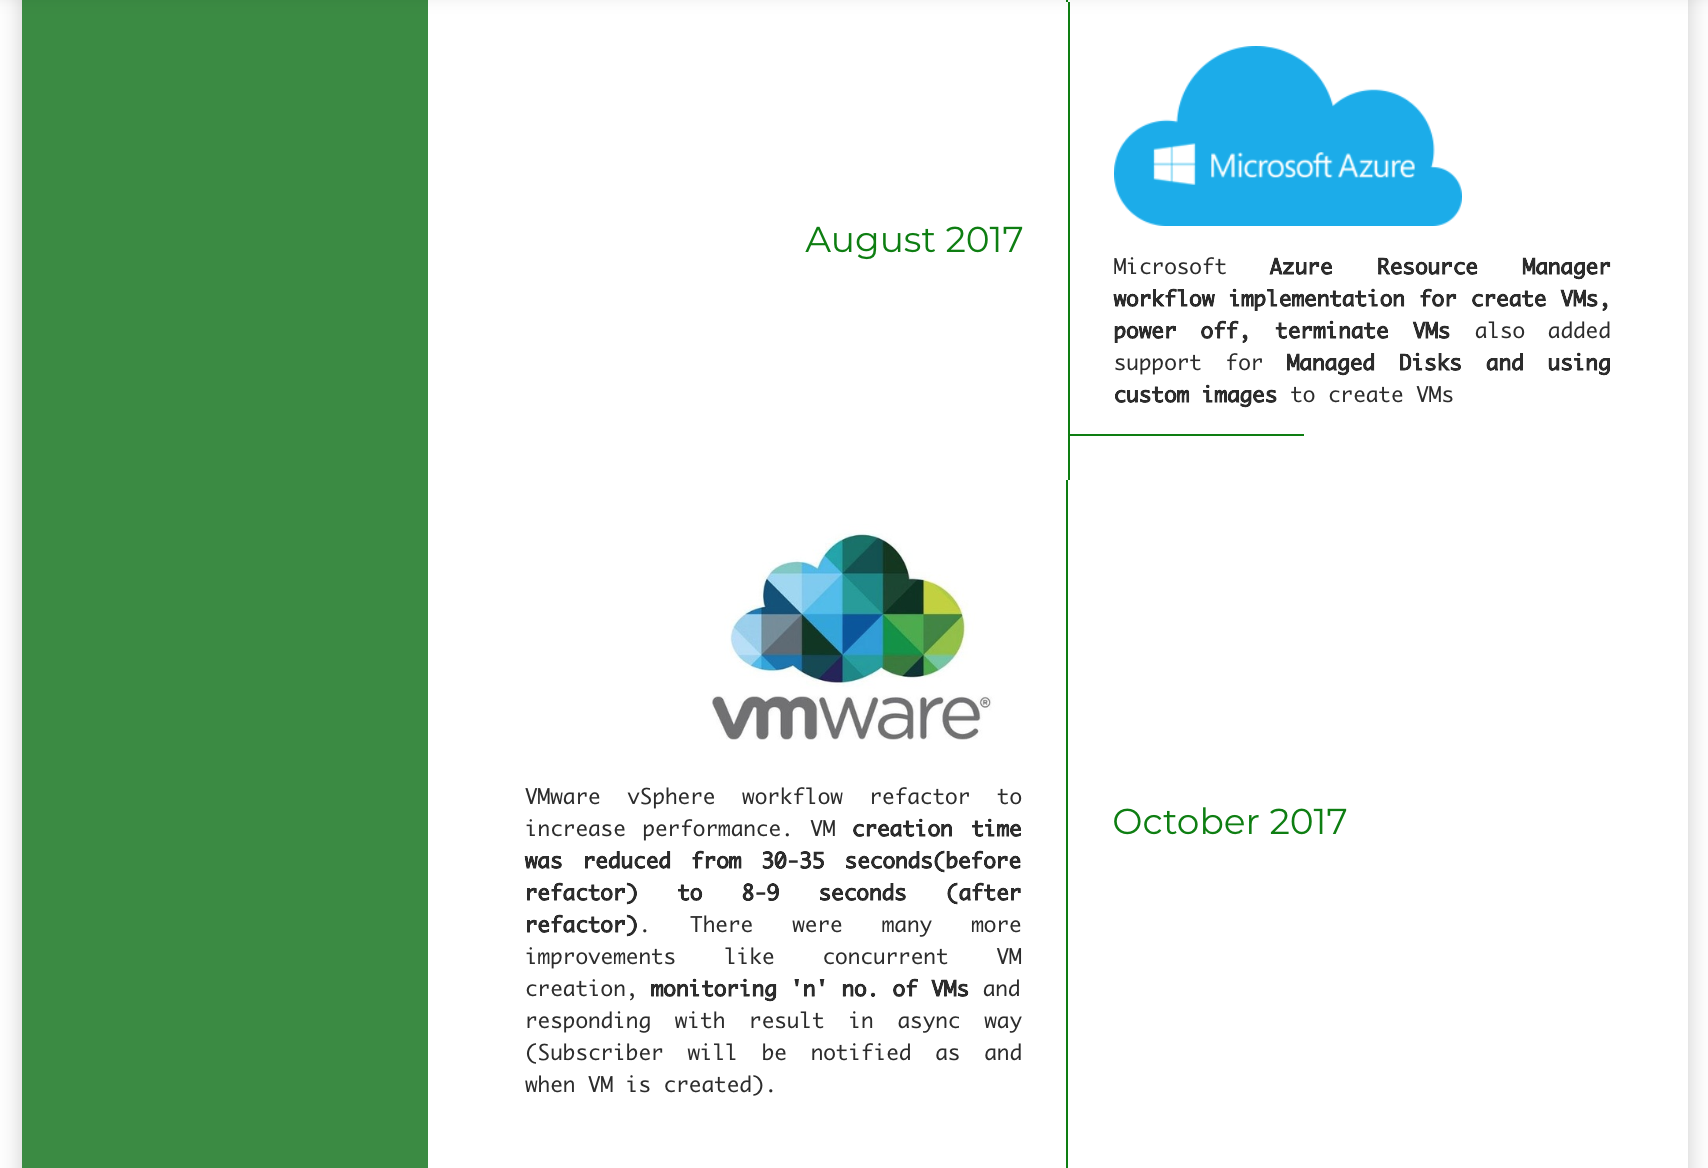 Microsoft Azure
August 2017
Microsoft Azure Resource Manager
workflow implementation for create VMs,
power off, terminate VMs also added
support for Managed Disks and using
custom images to create VMs
vmware®
VMware vSphere workflow refactor to
increase performance. VM creation time
was reduced from 30-35 seconds(before
refactor) to 8-9 seconds (after
refactor). There were many more
improvements like concurrent VM
creation, monitoring 'n' no. of VMs and
responding with result in async way
(Subscriber will be notified as and
when VM is created).
October 2017